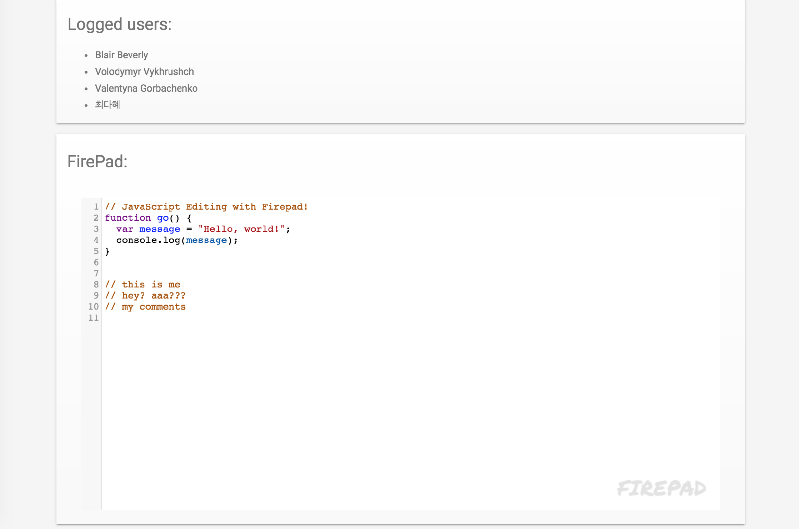 Logged users:
Blair Beverly
Volodymyr Vykhrushch
Valentyna Gorbachenko
최다혜
FirePad:
1 // JavaScript Editing with Firepad!
2 function go() {
3 var message = "Hello, world!";
4 console.log(message);
5 }
6
7
8 // this is me
9 // hey? aaa???
10 // my comments
11
FIREPAD